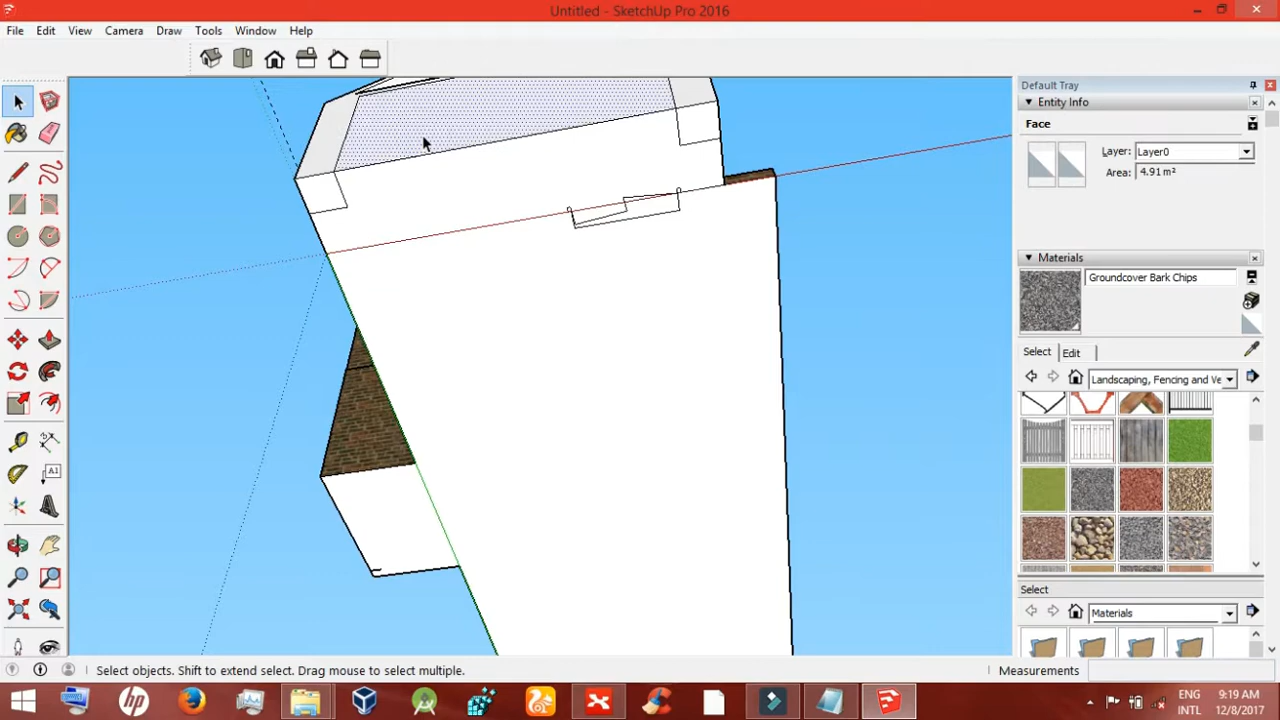 Untitled - SketchUp Pro 2016
File Edit View Camera Draw Tools Window Help
Default Tray
Entity Info
Face
Layer: Layer0
Area: 4.91 m²
Materials
Groundcover Bark Chips
Select Edit
Landscaping, Fencing and Ve
A1
Select
Materials
Select objects. Shift to extend select. Drag mouse to select multiple.
Measurements
hp
ENG
INTL
9:19 AM
12/8/2017